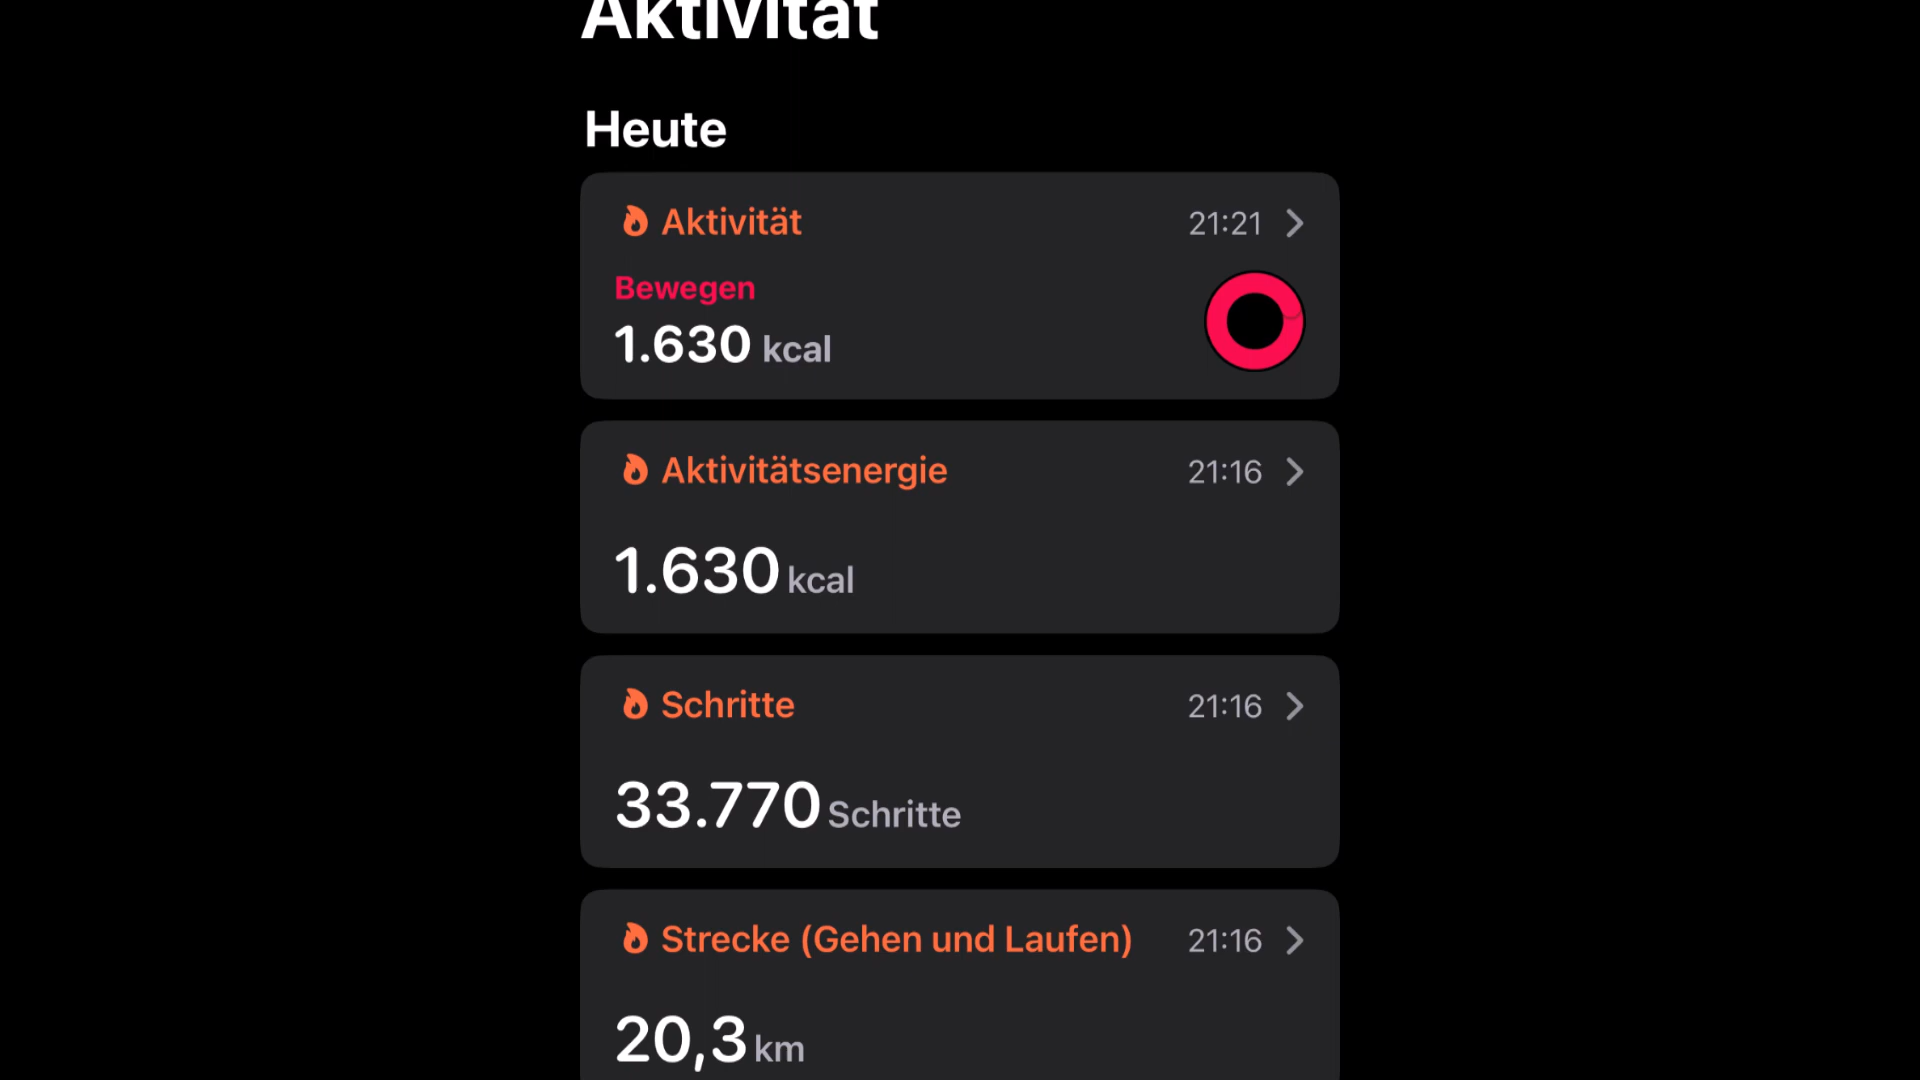 Aktivität
Heute
Aktivität 21:21
Bewegen
1.630 kcal
Aktivitätsenergie 21:16
1.630 kcal
Schritte 21:16
33.770 Schritte
Strecke (Gehen und Laufen) 21:16
20,3 km